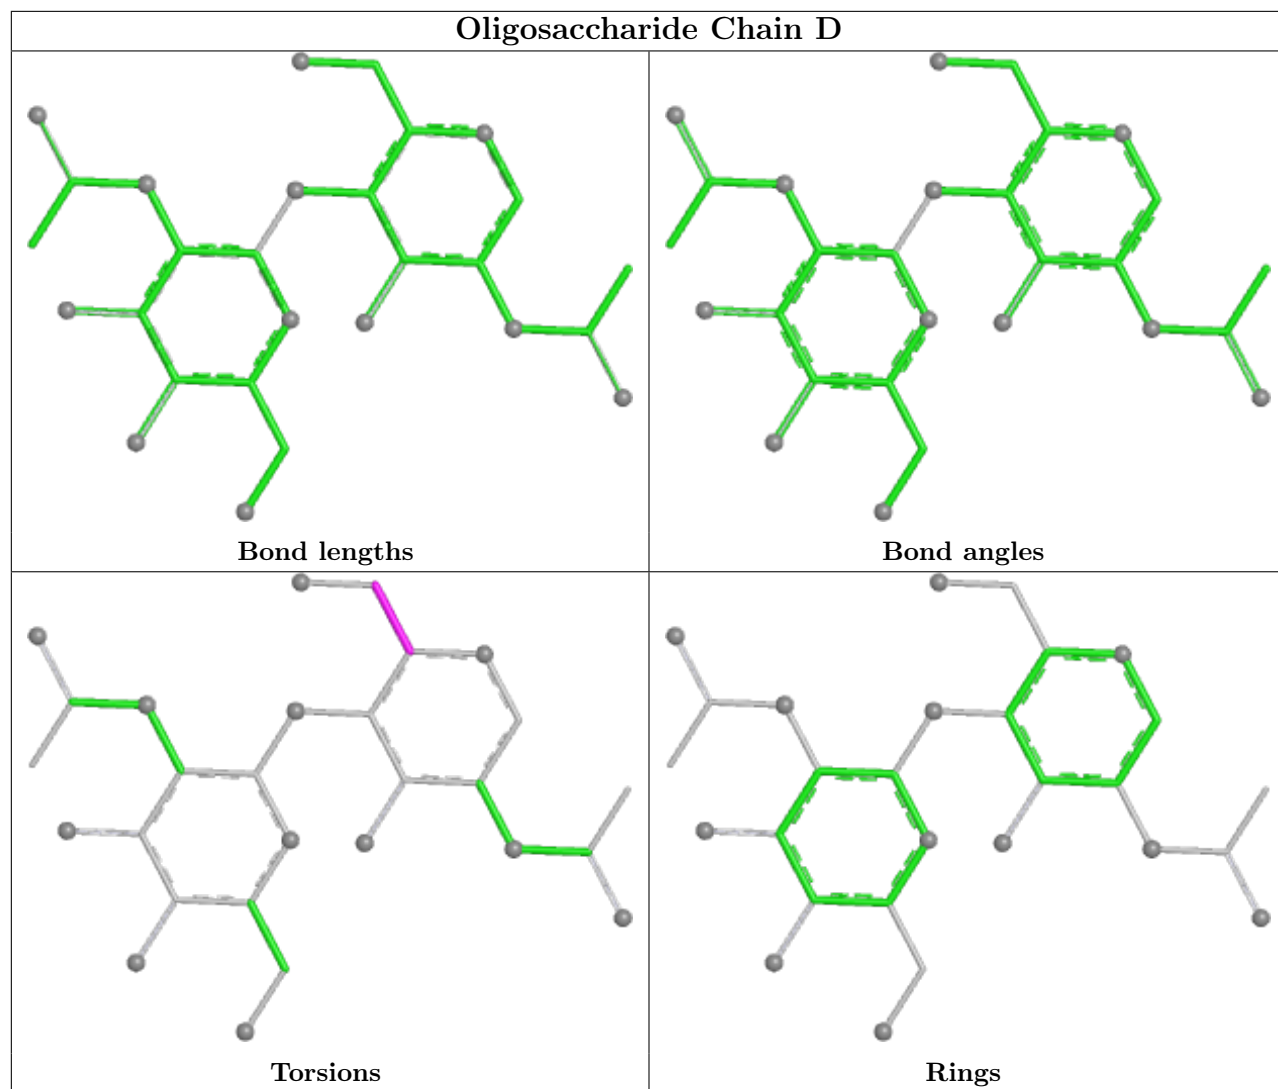 Oligosaccharide Chain D
Bond lengths
Bond angles
Torsions
Rings